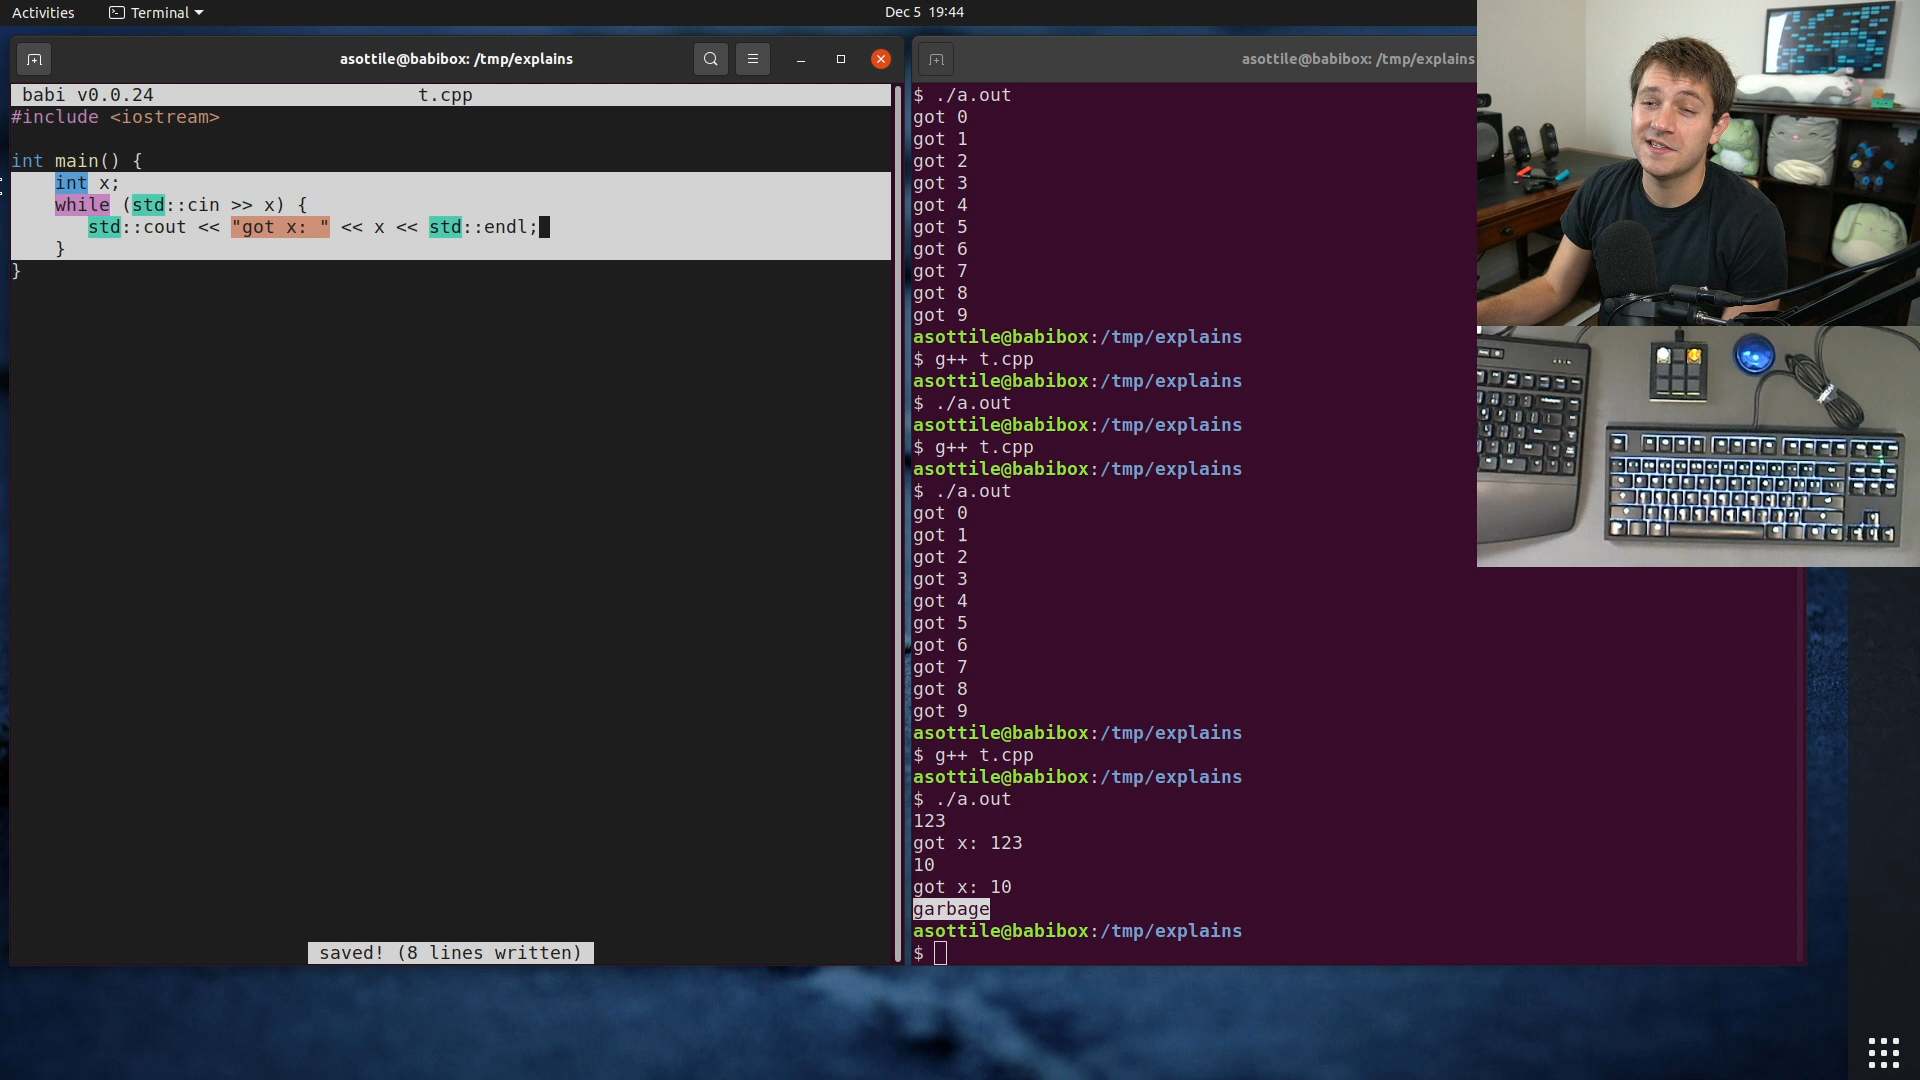 Activities
Terminal
Dec 5 19:44
asottile@babibox: /tmp/explains
babi v0.0.24
t.cpp
#include <iostream>
int main() {
    int x;
    while (std::cin >> x) {
       std::cout << "got x: " << x << std::endl;
    }
}
saved! (8 lines written)
asottile@babibox: /tmp/explains
$ ./a.out
got 0
got 1
got 2
got 3
got 4
got 5
got 6
got 7
got 8
got 9
asottile@babibox:/tmp/explains
$ g++ t.cpp
asottile@babibox:/tmp/explains
$ ./a.out
asottile@babibox:/tmp/explains
$ g++ t.cpp
asottile@babibox:/tmp/explains
$ ./a.out
got 0
got 1
got 2
got 3
got 4
got 5
got 6
got 7
got 8
got 9
asottile@babibox:/tmp/explains
$ g++ t.cpp
asottile@babibox:/tmp/explains
$ ./a.out
123
got x: 123
10
got x: 10
garbage
asottile@babibox:/tmp/explains
$